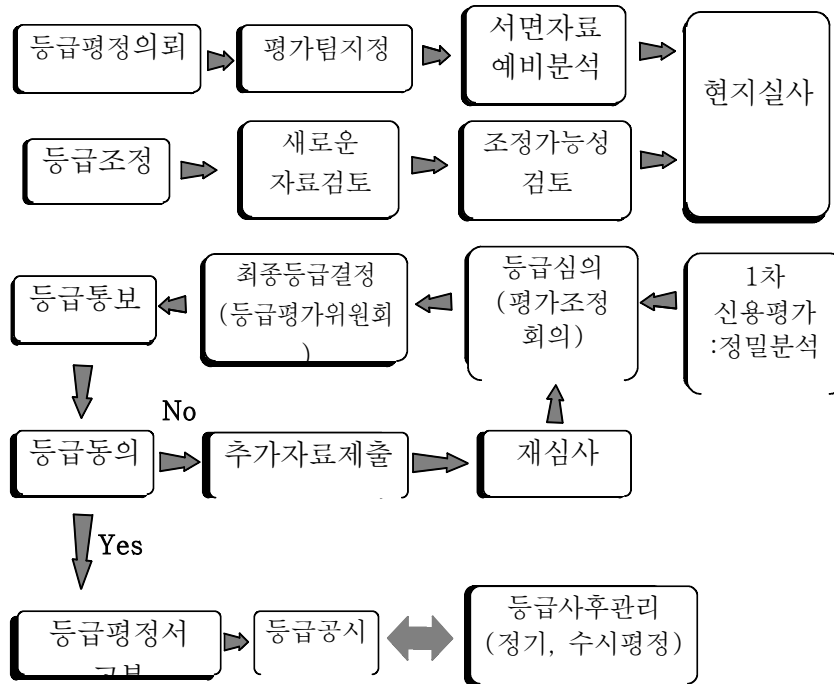 등급평정의뢰
평가팀지정
서면자료
예비분석
현지실사
등급조정
새로운
자료검토
조정가능성
검토
등급통보
최종등급결정
(등급평가위원회
)
등급심의
(평가조정
회의)
1차
신용평가
:정밀분석
No
등급동의
추가자료제출
재심사
Yes
등급평정서
등급공시
등급사후관리
(정기, 수시평정)